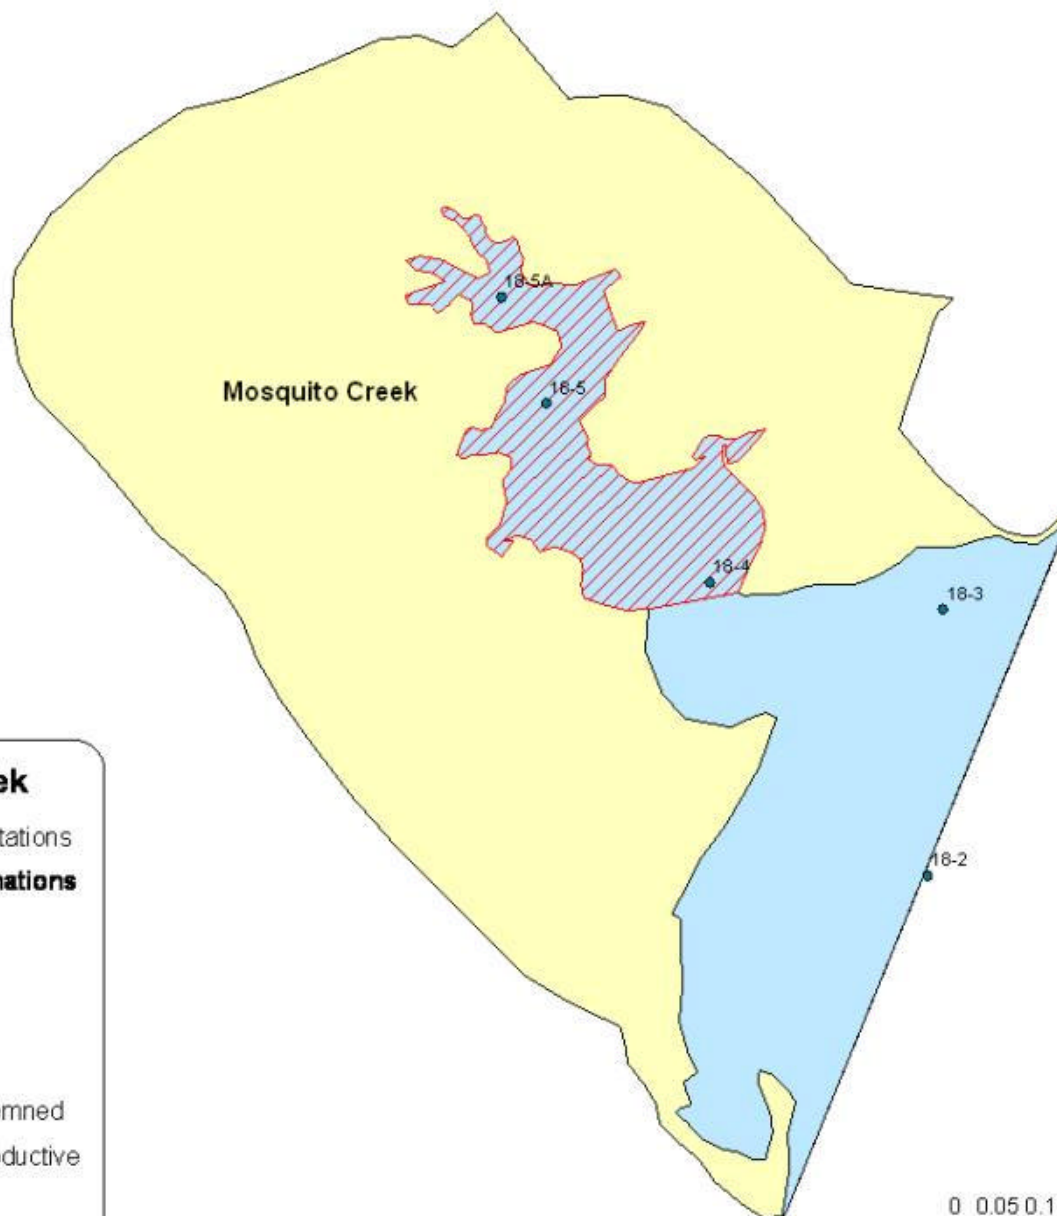 18-5A
Mosquito Creek
18-5
18-4
18-3
18-2
ek
tations
nations
mned
ductive
0 0.05 0.1